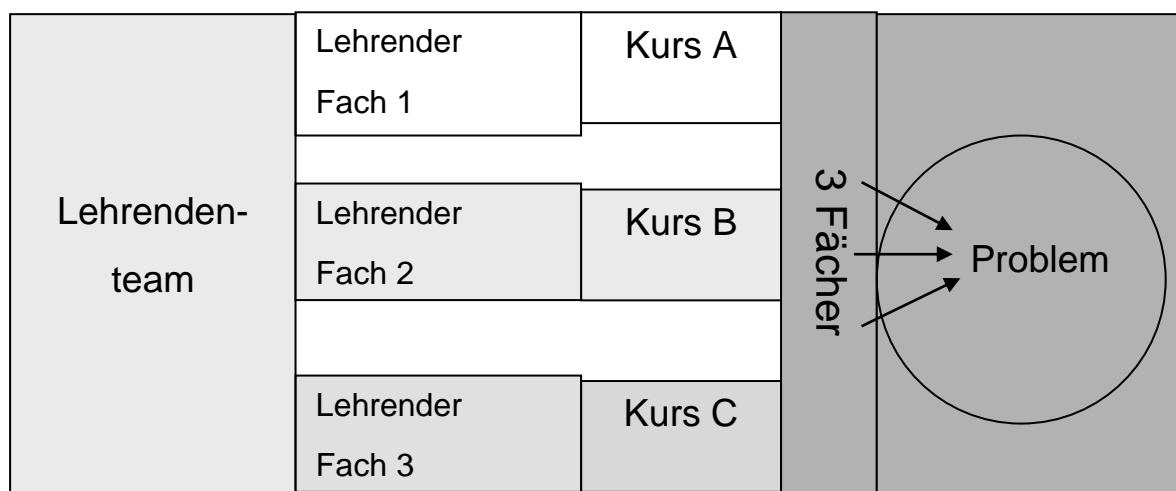 Lehrenden-
team
Lehrender
Fach 1
Kurs A
Lehrender
Fach 2
Kurs B
Lehrender
Fach 3
Kurs C
3 Fächer
Problem